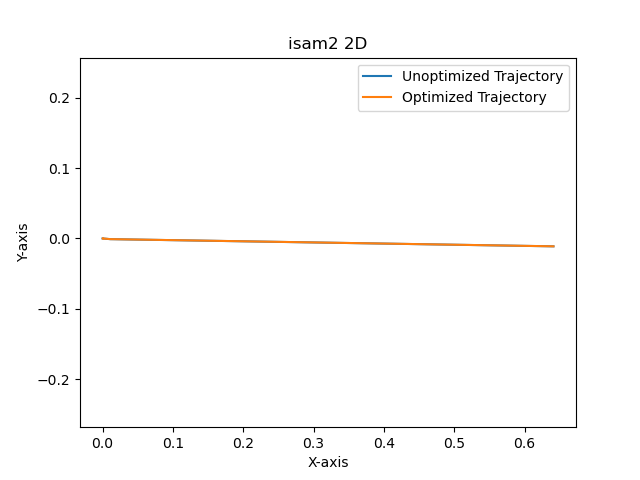 isam2 2D
Unoptimized Trajectory
Optimized Trajectory
0.2
0.1
0.0
−0.1
−0.2
Y-axis
0.0 0.1 0.2 0.3 0.4 0.5 0.6
X-axis